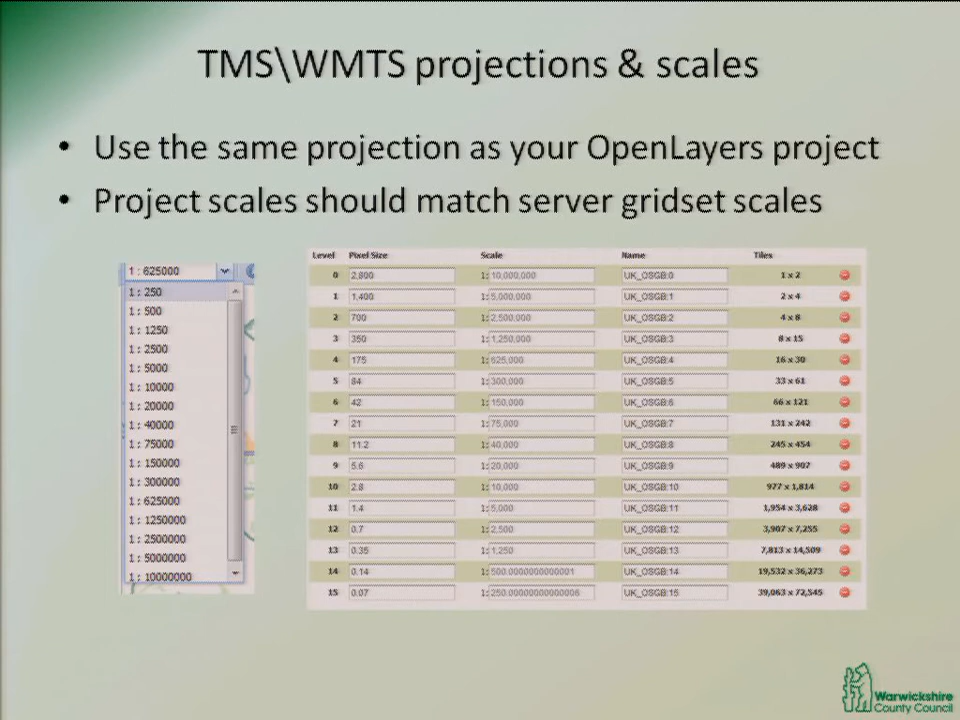 TMS\WMTS projections & scales
• Use the same projection as your OpenLayers project
• Project scales should match server gridset scales
1 : 625000
1 : 250
1 : 500
1 : 1250
1 : 2500
1 : 5000
1 : 10000
1 : 20000
1 : 40000
1 : 75000
1 : 150000
1 : 300000
1 : 625000
1 : 1250000
1 : 2500000
1 : 5000000
1 : 10000000
Level Pixel Size Scale Name Tiles
0 2,800 1: 10,000,000 UK_OSGB:0 1 x 2
1 1,400 1: 5,000,000 UK_OSGB:1 2 x 4
2 700 1: 2,500,000 UK_OSGB:2 4 x 8
3 350 1: 1,250,000 UK_OSGB:3 8 x 15
4 175 1: 625,000 UK_OSGB:4 16 x 30
5 84 1: 300,000 UK_OSGB:5 33 x 61
6 42 1: 150,000 UK_OSGB:6 66 x 121
7 21 1: 75,000 UK_OSGB:7 131 x 242
8 11.2 1: 40,000 UK_OSGB:8 245 x 454
9 5.6 1: 20,000 UK_OSGB:9 489 x 907
10 2.8 1: 10,000 UK_OSGB:10 977 x 1,814
11 1.4 1: 5,000 UK_OSGB:11 1,954 x 3,628
12 0.7 1: 2,500 UK_OSGB:12 3,907 x 7,255
13 0.35 1: 1,250 UK_OSGB:13 7,813 x 14,509
14 0.14 1: 500.0000000000001 UK_OSGB:14 19,532 x 36,273
15 0.07 1: 250.00000000000006 UK_OSGB:15 39,063 x 72,545
Warwickshire
County Council